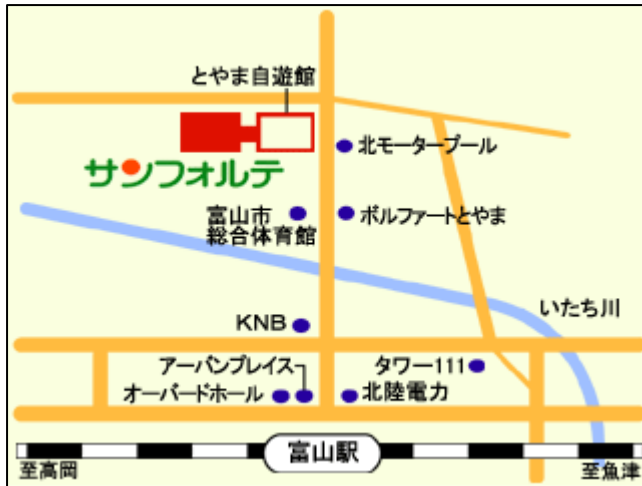 とやま自遊館
北モータープール
サンフォルテ
富山市
総合体育館
ボルファートとやま
いたち川
KNB
アーバンプレイス
タワー111
オーバードホール
北陸電力
富山駅
至高岡
至魚津